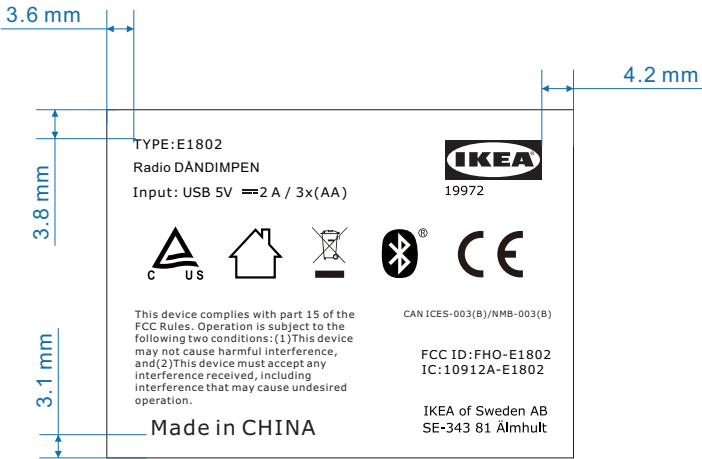 3.6 mm
4.2 mm
3.8 mm
3.1 mm
TYPE:E1802
Radio DÅNDIMPEN
Input: USB 5V ⎓2 A / 3x(AA)
IKEA
®
19972
C US
®
CE
This device complies with part 15 of the
FCC Rules. Operation is subject to the
following two conditions:(1)This device
may not cause harmful interference,
and(2)This device must accept any
interference received, including
interference that may cause undesired
operation.
Made in CHINA
CAN ICES-003(B)/NMB-003(B)
FCC ID:FHO-E1802
IC:10912A-E1802
IKEA of Sweden AB
SE-343 81 Älmhult